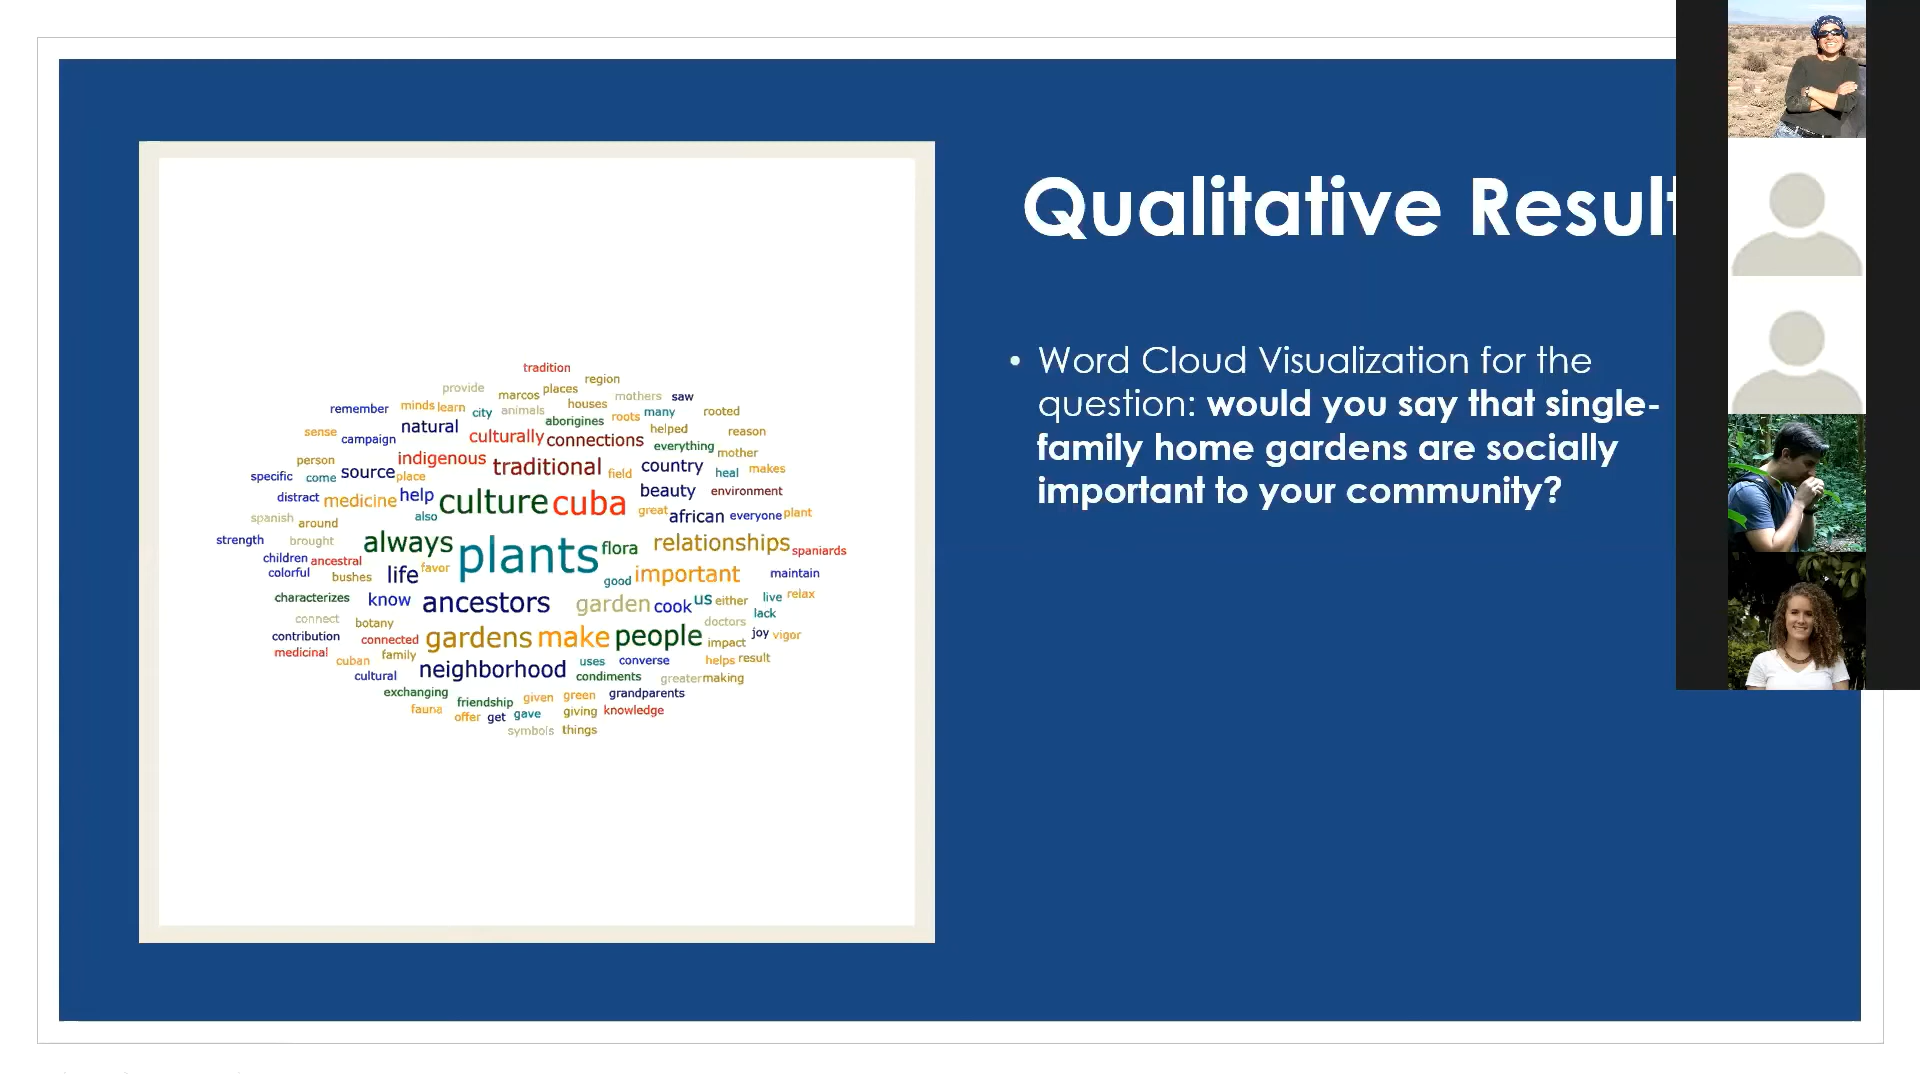 Qualitative Result
• Word Cloud Visualization for the
question: would you say that single-
family home gardens are socially
important to your community?
tradition
provide marcos places region mothers saw
remember minds learn city animals houses aborigines roots many rooted
sense campaign natural culturally connections helped everything reason
person indigenous traditional field country mother
specific come source place heal makes
distract medicine help culture cuba beauty environment
spanish around also great african everyone plant
strength brought always plants flora relationships spaniards
children ancestral
colorful bushes life favor good important maintain
characterizes know ancestors garden cook us either live relax
connect botany doctors lack
contribution connected gardens make people impact joy vigor
medicinal cuban family neighborhood uses converse helps result
cultural condiments greater making
exchanging friendship given green grandparents
fauna offer get gave giving knowledge
symbols things